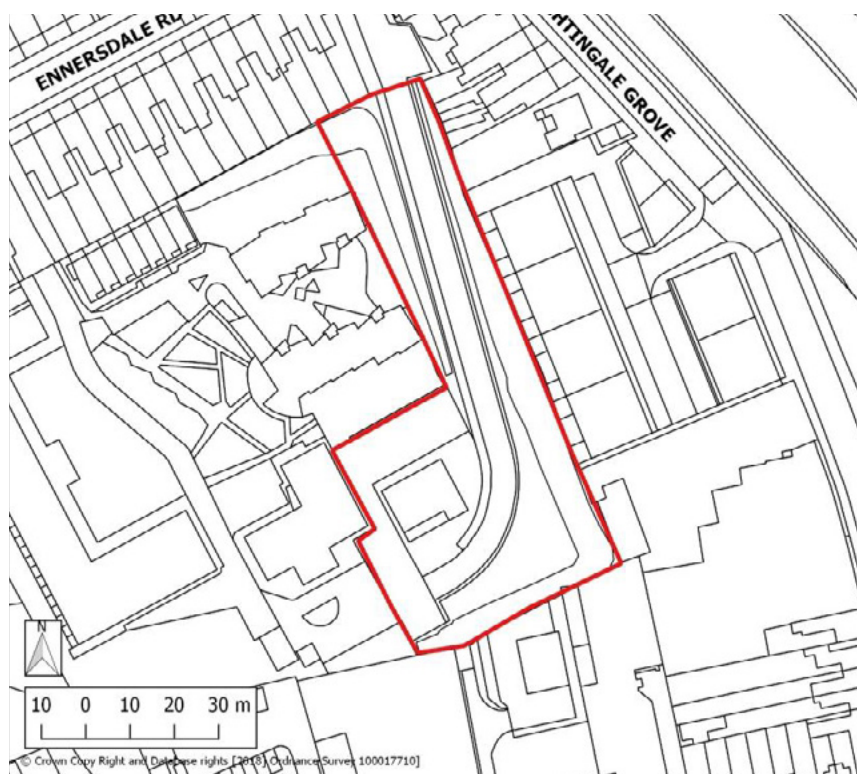 ENNERSDALE RD
HTINGALE GROVE
N
10 0 10 20 30 m
© Crown Copy Right and Database rights [2018] Ordnance Survey 100017710]